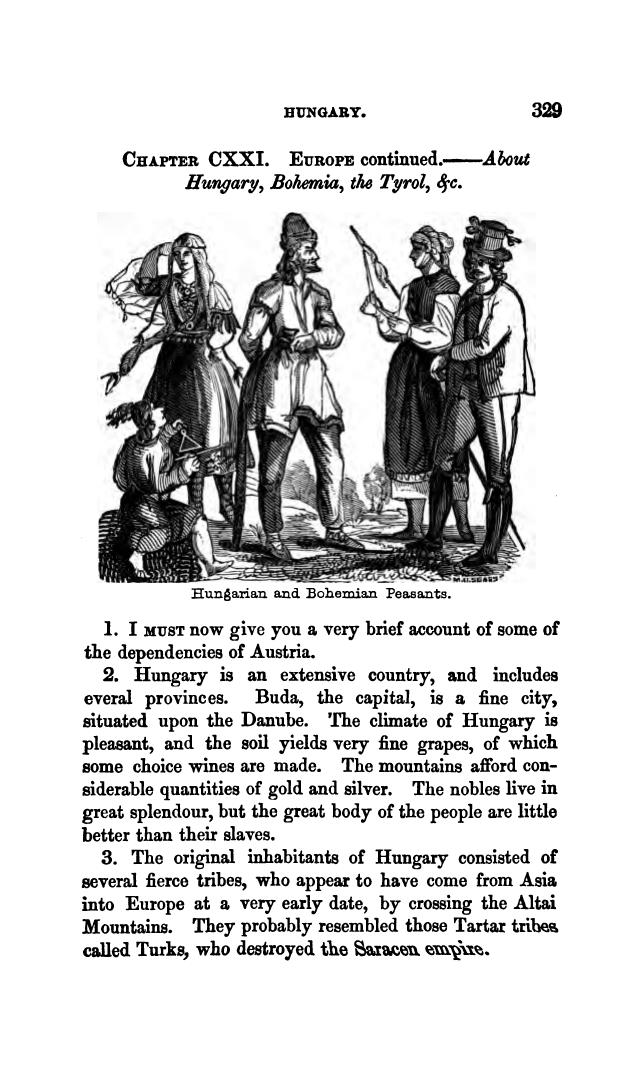 HUNGARY. 329
CHAPTER CXXI. EUROPE continued.——About
Hungary, Bohemia, the Tyrol, &c.
M.H.SEARS
Hungarian and Bohemian Peasants.
1. I MUST now give you a very brief account of some of
the dependencies of Austria.
2. Hungary is an extensive country, and includes
everal provinces. Buda, the capital, is a fine city,
situated upon the Danube. The climate of Hungary is
pleasant, and the soil yields very fine grapes, of which
some choice wines are made. The mountains afford con-
siderable quantities of gold and silver. The nobles live in
great splendour, but the great body of the people are little
better than their slaves.
3. The original inhabitants of Hungary consisted of
several fierce tribes, who appear to have come from Asia
into Europe at a very early date, by crossing the Altai
Mountains. They probably resembled those Tartar tribes
called Turks, who destroyed the Saracen empire.